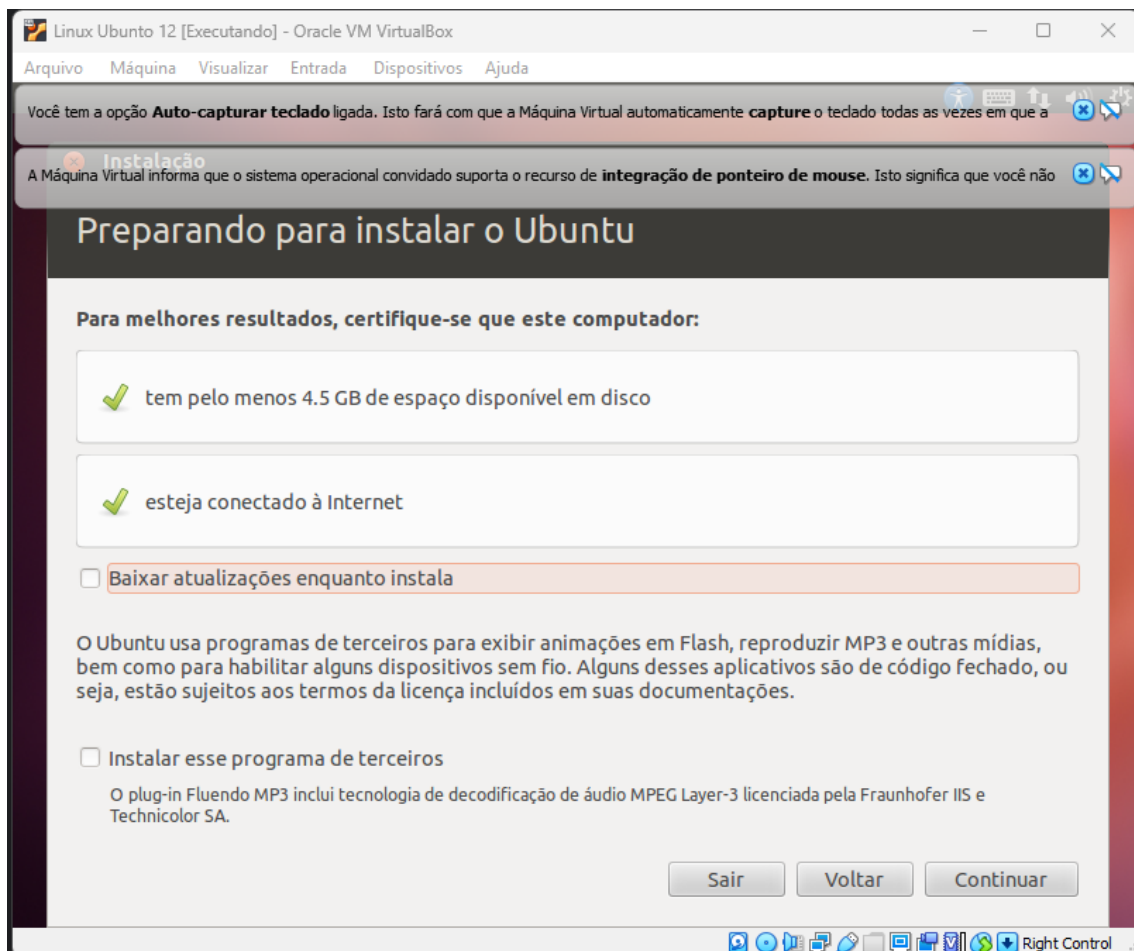 Linux Ubunto 12 [Executando] - Oracle VM VirtualBox
Arquivo Máquina Visualizar Entrada Dispositivos Ajuda
Você tem a opção Auto-capturar teclado ligada. Isto fará com que a Máquina Virtual automaticamente capture o teclado todas as vezes em que a
Instalação
A Máquina Virtual informa que o sistema operacional convidado suporta o recurso de integração de ponteiro de mouse. Isto significa que você não
Preparando para instalar o Ubuntu
Para melhores resultados, certifique-se que este computador:
tem pelo menos 4.5 GB de espaço disponível em disco
esteja conectado à Internet
Baixar atualizações enquanto instala
O Ubuntu usa programas de terceiros para exibir animações em Flash, reproduzir MP3 e outras mídias,
bem como para habilitar alguns dispositivos sem fio. Alguns desses aplicativos são de código fechado, ou
seja, estão sujeitos aos termos da licença incluídos em suas documentações.
Instalar esse programa de terceiros
O plug-in Fluendo MP3 inclui tecnologia de decodificação de áudio MPEG Layer-3 licenciada pela Fraunhofer IIS e
Technicolor SA.
Sair Voltar Continuar
Right Control